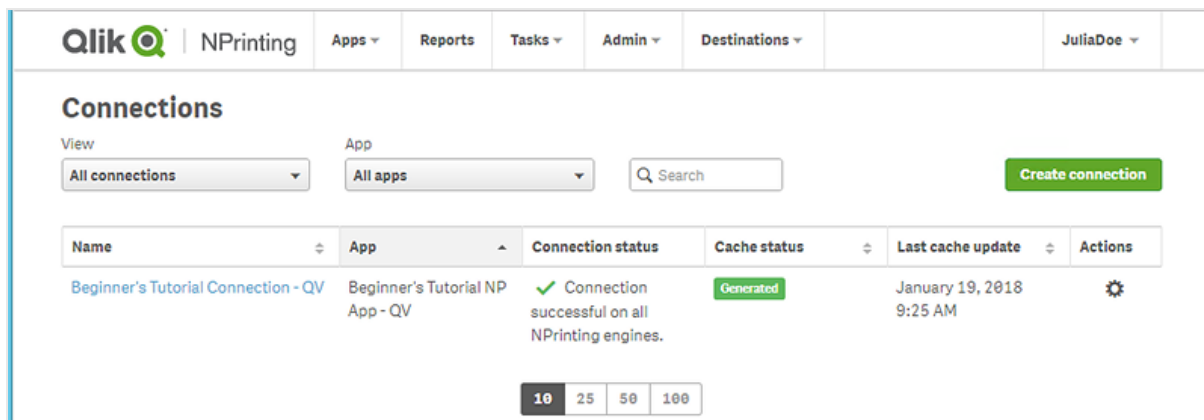 Qlik NPrinting Apps Reports Tasks Admin Destinations JuliaDoe
Connections
View App
All connections All apps Search Create connection
Name App Connection status Cache status Last cache update Actions
Beginner's Tutorial Connection - QV Beginner's Tutorial NP Connection Generated January 19, 2018
App - QV successful on all 9:25 AM
NPrinting engines.
10 25 50 100